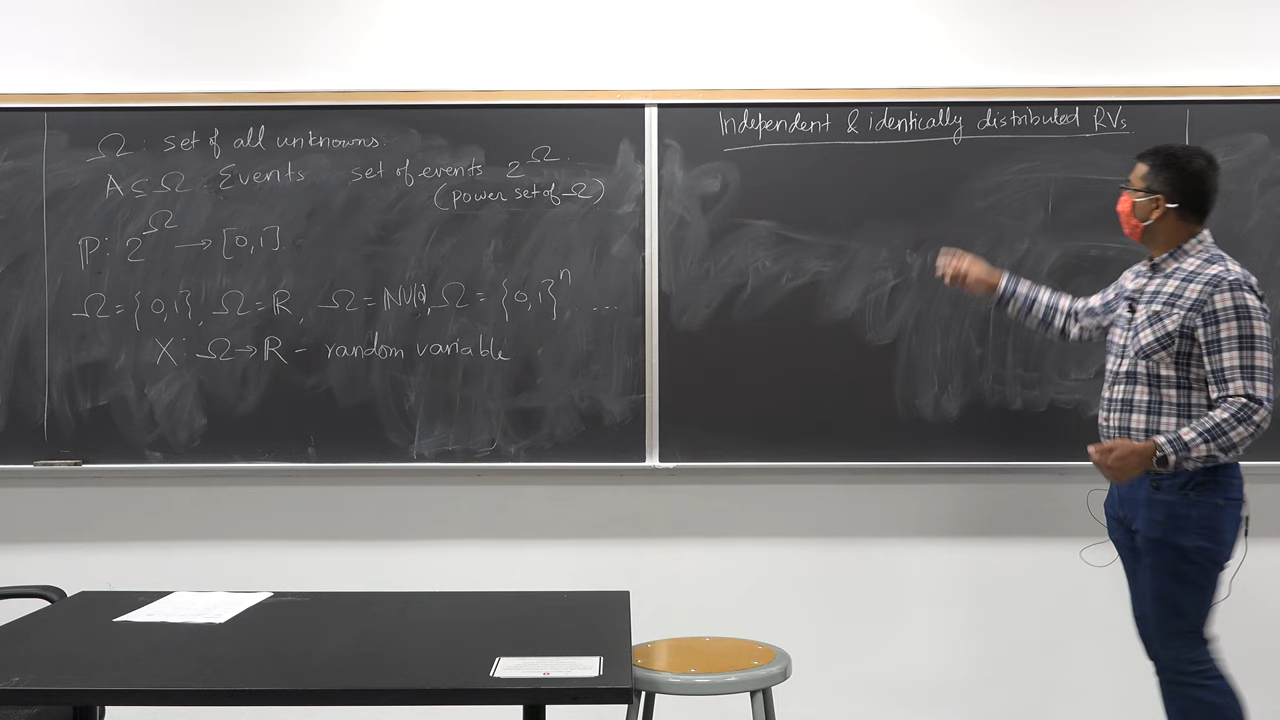 Ω: set of all unknowns.
A ⊆ Ω Events set of events 2^Ω.
(power set of Ω)
ℙ: 2^Ω → [0,1].
Ω = {0,1}, Ω = ℝ, Ω = ℕ∪{0}, Ω = {0,1}^n ...
X: Ω → ℝ – random variable
Independent & identically distributed RVs